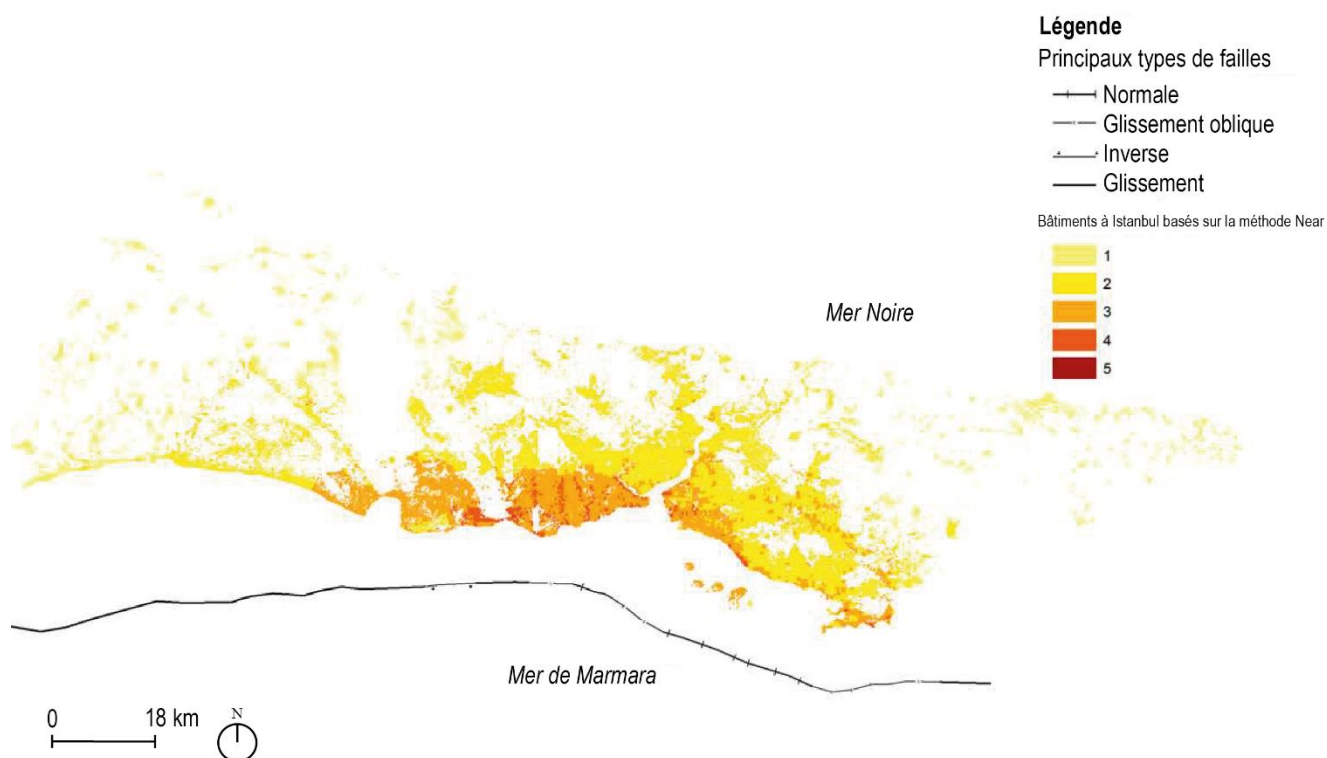 Légende
Principaux types de failles
Normale
Glissement oblique
Inverse
Glissement
Bâtiments à Istanbul basés sur la méthode Near
1
2
3
4
5
Mer Noire
Mer de Marmara
0 18 km
N